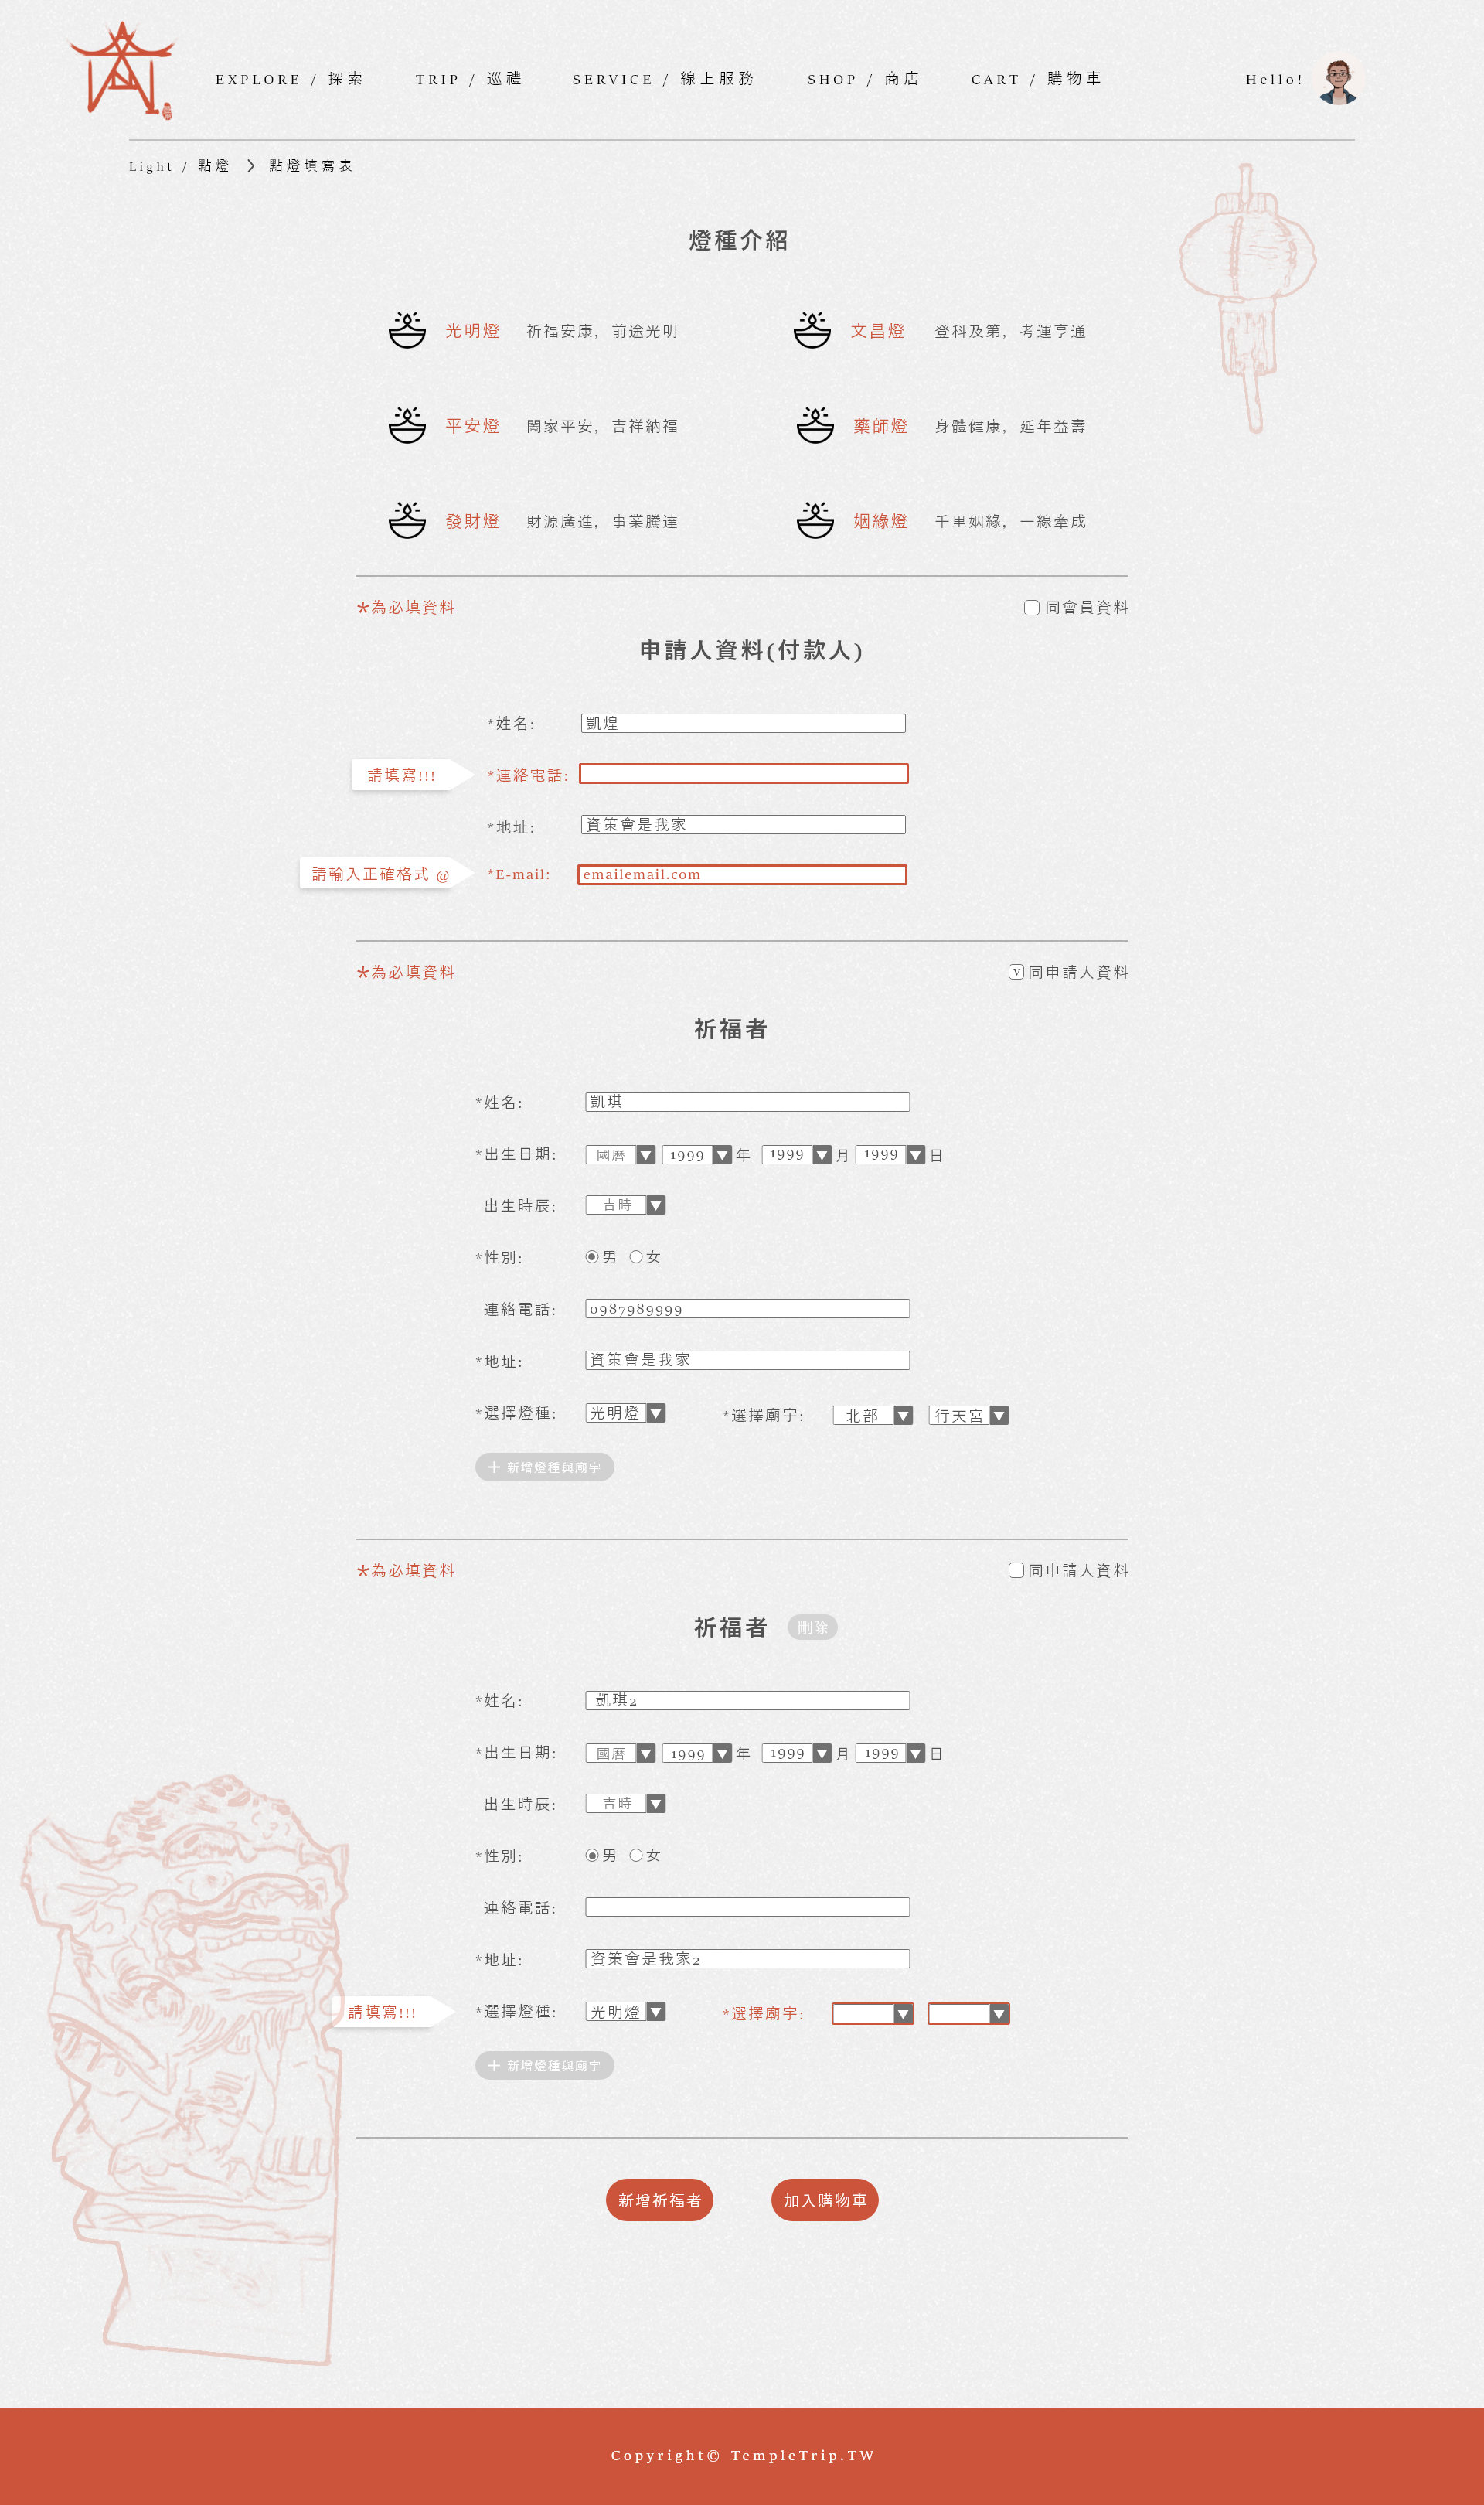 EXPLORE / 探索 TRIP / 巡禮 SERVICE / 線上服務 SHOP / 商店 CART / 購物車 Hello!
Light / 點燈 > 點燈填寫表
燈種介紹
光明燈 祈福安康, 前途光明 文昌燈 登科及第, 考運亨通
平安燈 闔家平安, 吉祥納福 藥師燈 身體健康, 延年益壽
發財燈 財源廣進, 事業騰達 姻緣燈 千里姻緣, 一線牽成
*為必填資料 同會員資料
申請人資料(付款人)
*姓名: 凱煌
請填寫!!! *連絡電話:
*地址: 資策會是我家
請輸入正確格式 @ *E-mail: emailemail.com
*為必填資料 v 同申請人資料
祈福者
*姓名: 凱琪
*出生日期: 國曆 1999 年 1999 月 1999 日
出生時辰: 吉時
*性別: 男 女
連絡電話: 0987989999
*地址: 資策會是我家
*選擇燈種: 光明燈 *選擇廟宇: 北部 行天宮
+ 新增燈種與廟宇
*為必填資料 同申請人資料
祈福者 刪除
*姓名: 凱琪2
*出生日期: 國曆 1999 年 1999 月 1999 日
出生時辰: 吉時
*性別: 男 女
連絡電話:
*地址: 資策會是我家2
請填寫!!! *選擇燈種: 光明燈 *選擇廟宇:
+ 新增燈種與廟宇
新增祈福者 加入購物車
Copyright© TempleTrip.TW